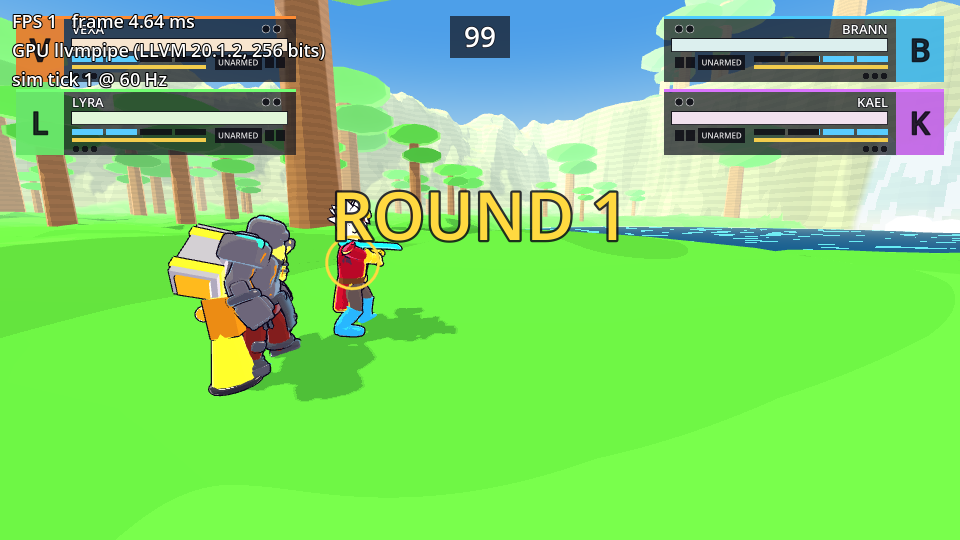 FPS 1 frame 4.64 ms
VEXA
V
GPU llvmpipe (LLVM 20.1.2, 256 bits)
UNARMED
sim tick 1 @ 60 Hz
L
LYRA
UNARMED
99
BRANN
B
UNARMED
KAEL
K
UNARMED
ROUND 1